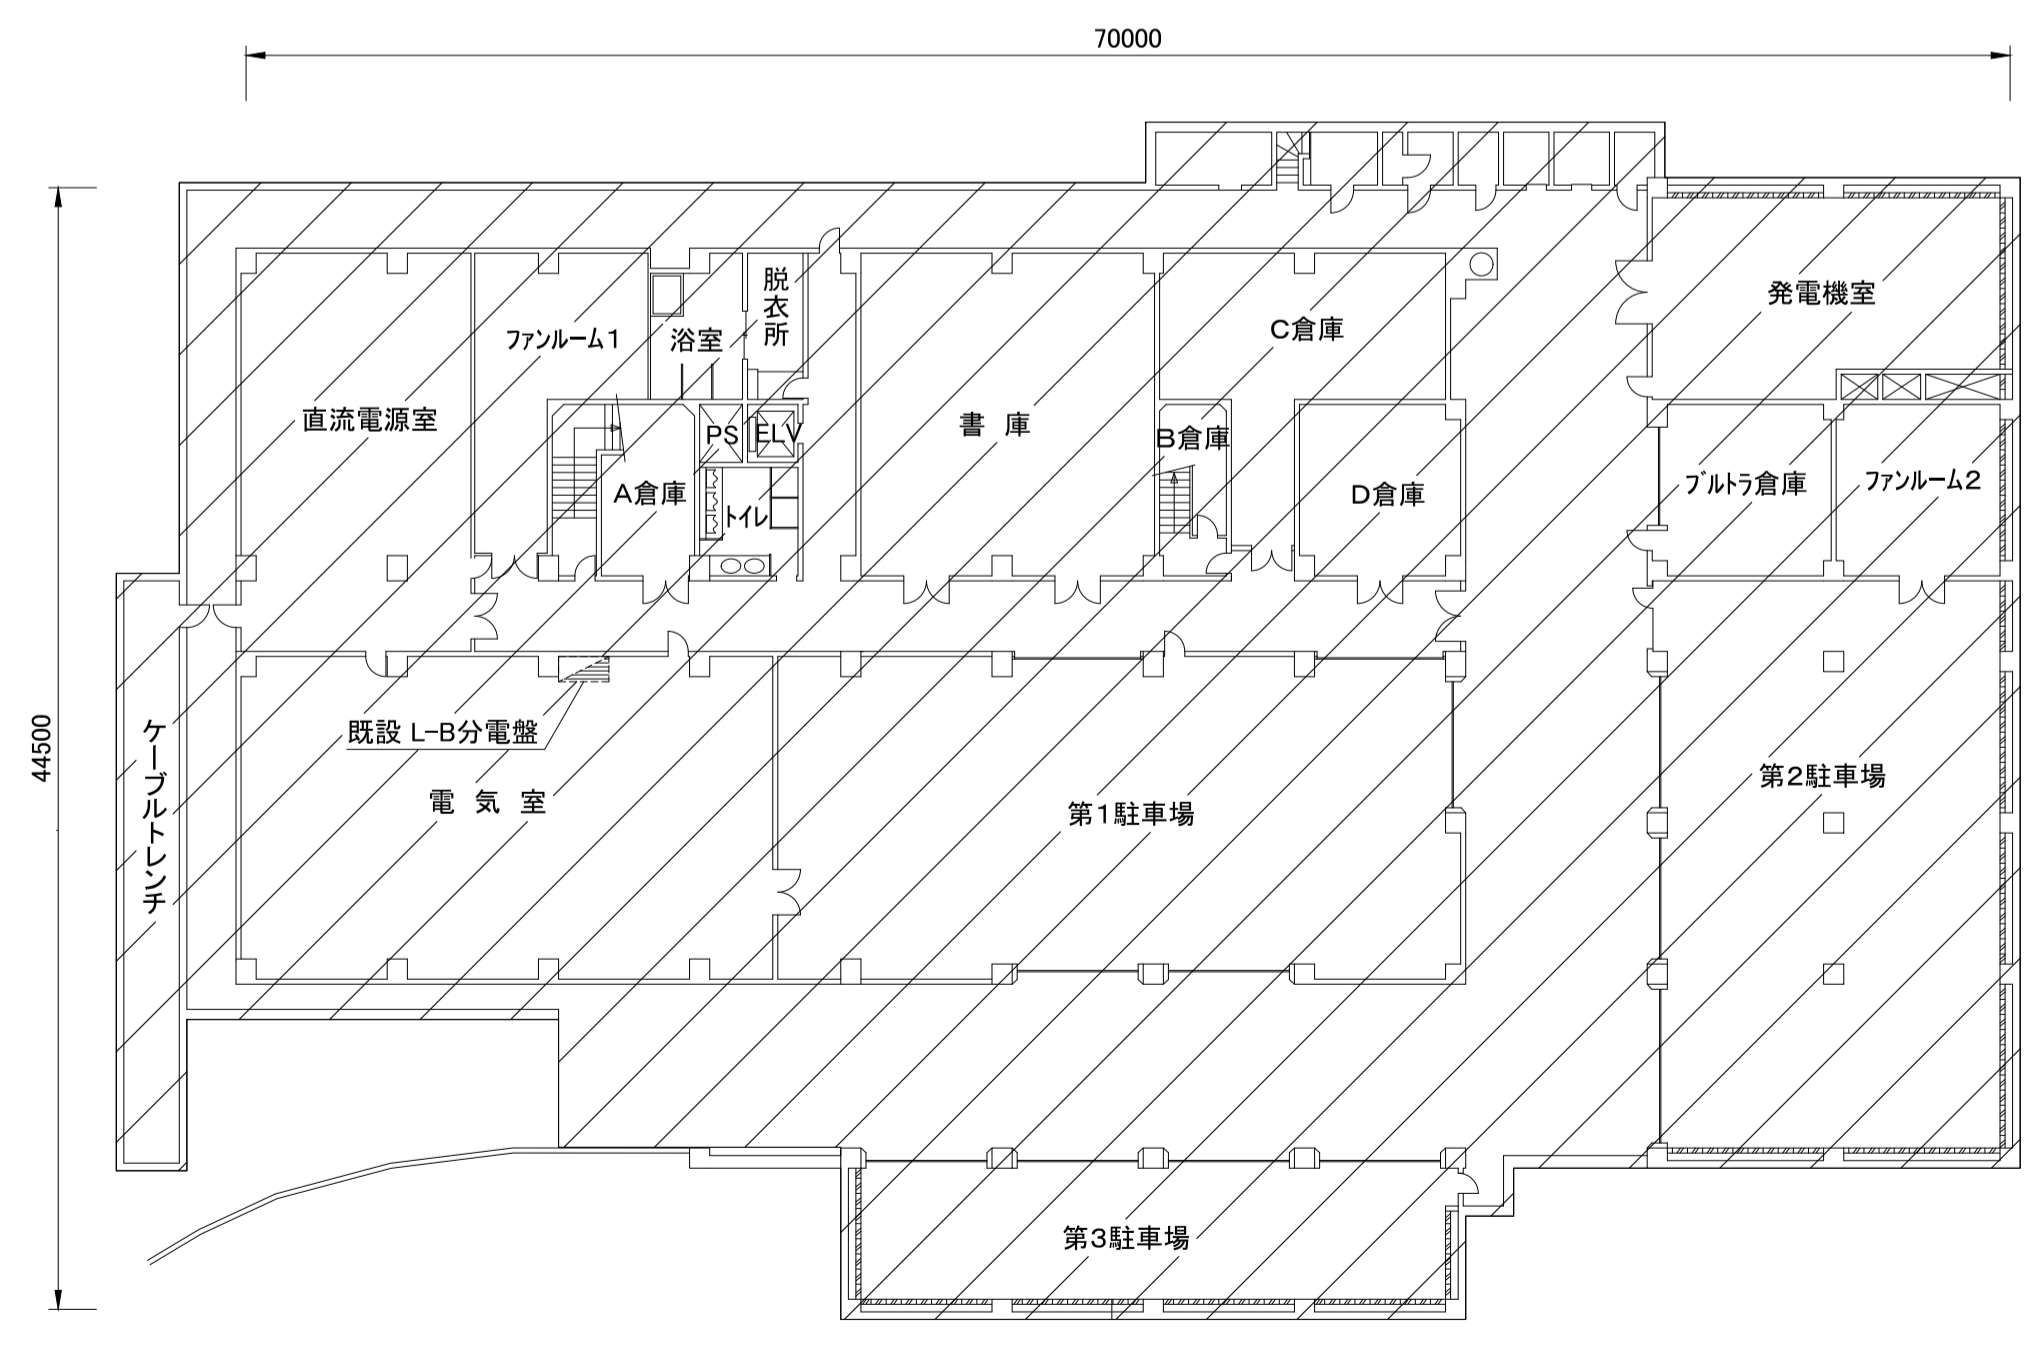 70000
44500
脱衣所
発電機室
C倉庫
ファンルーム1
浴室
直流電源室
書 庫
PS
ELV
B倉庫
A倉庫
D倉庫
ブルトラ倉庫
ファンルーム2
トイレ
ケーブルトレンチ
既設 L-B分電盤
電 気 室
第1駐車場
第2駐車場
第3駐車場